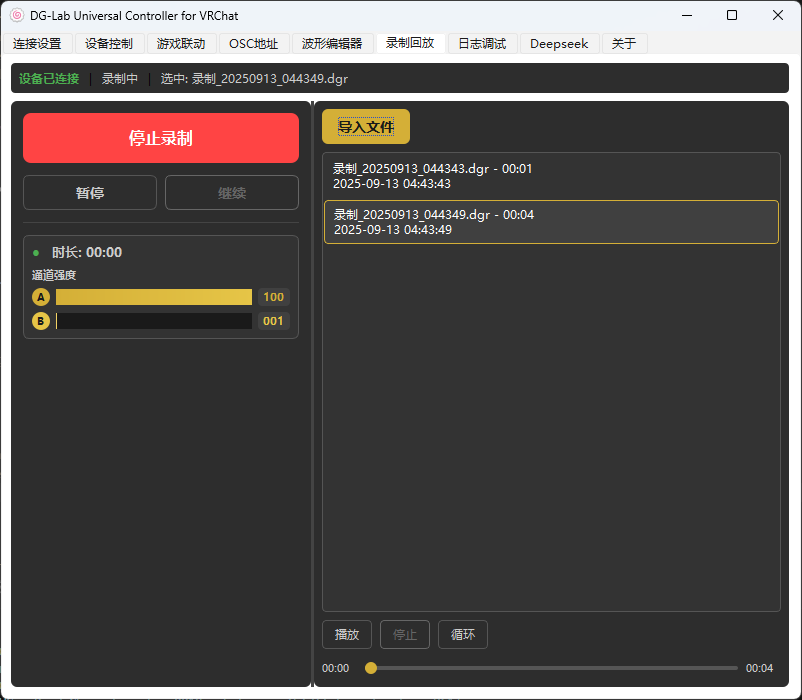 DG-Lab Universal Controller for VRChat
连接设置 设备控制 游戏联动 OSC地址 波形编辑器 录制回放 日志调试 Deepseek 关于
设备已连接 | 录制中 | 选中: 录制_20250913_044349.dgr
停止录制
暂停 继续
时长: 00:00
通道强度
A 100
B 001
导入文件
录制_20250913_044343.dgr - 00:01
2025-09-13 04:43:43
录制_20250913_044349.dgr - 00:04
2025-09-13 04:43:49
播放 停止 循环
00:00 00:04